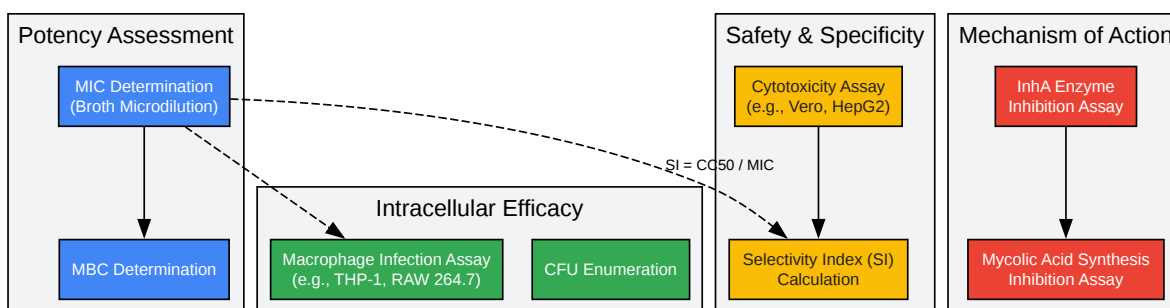 Potency Assessment
MIC Determination
(Broth Microdilution)
MBC Determination
Intracellular Efficacy
Macrophage Infection Assay
(e.g., THP-1, RAW 264.7)
CFU Enumeration
Safety & Specificity
Cytotoxicity Assay
(e.g., Vero, HepG2)
SI = CC50 / MIC
Selectivity Index (SI)
Calculation
Mechanism of Action
InhA Enzyme
Inhibition Assay
Mycolic Acid Synthesis
Inhibition Assay